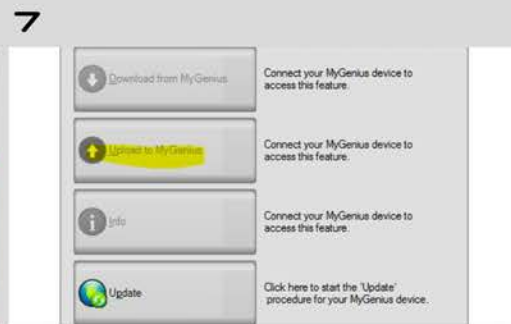 7
Download from MyGenius
Connect your MyGenius device to
access this feature.
Upload to MyGenius
Connect your MyGenius device to
access this feature.
Info
Connect your MyGenius device to
access this feature.
Update
Click here to start the 'Update'
procedure for your MyGenius device.